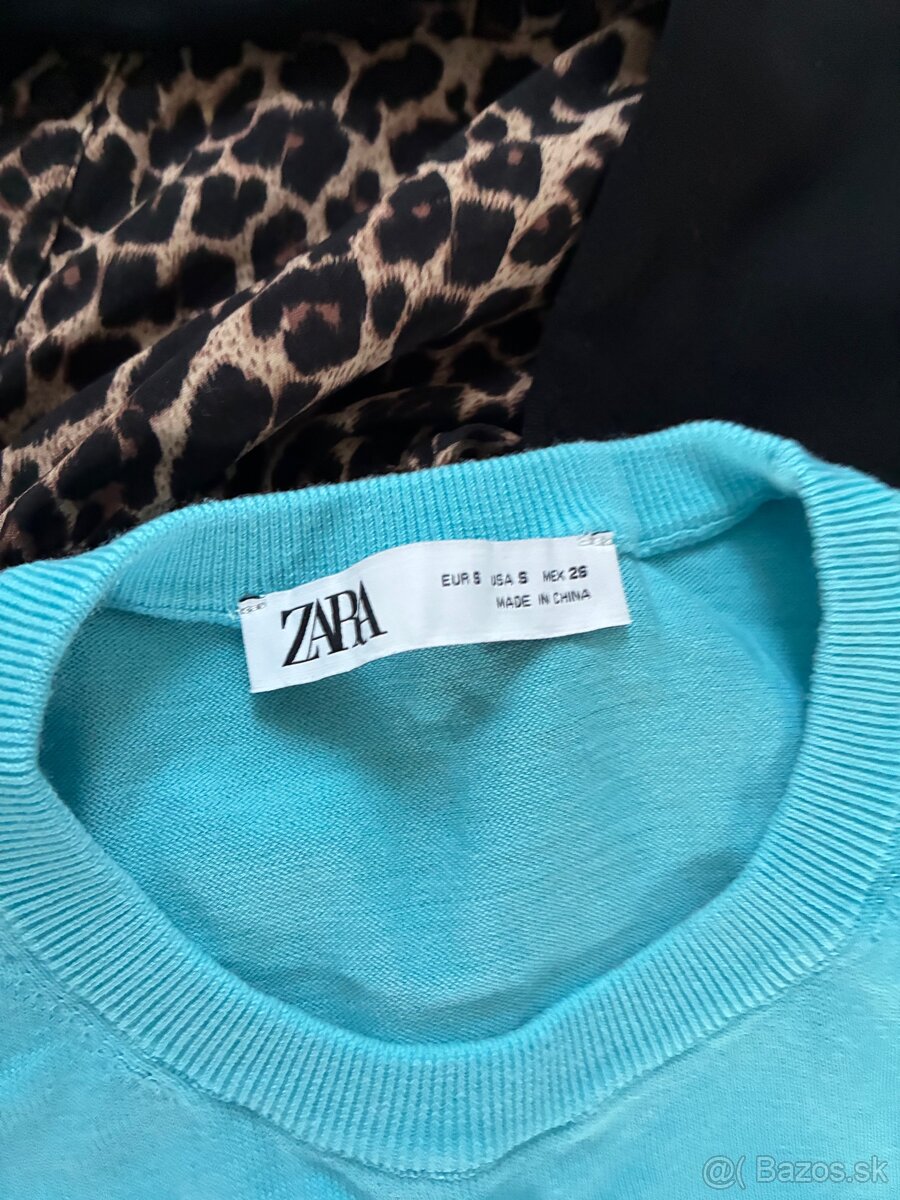 ZARA
EUR S USA S MEX 26
MADE IN CHINA
@( Bazos.sk